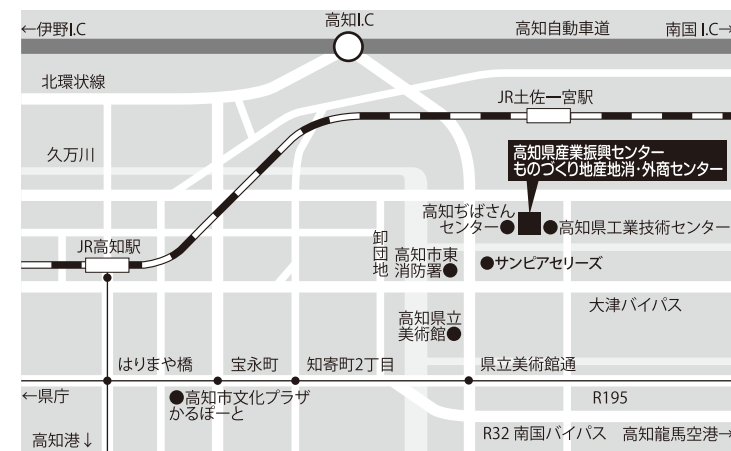 ←伊野I.C
高知I.C
高知自動車道
南国 I.C→
北環状線
JR土佐一宮駅
久万川
高知県産業振興センター
ものづくり地産地消・外商センター
高知ぢばさん
センター●
●高知県工業技術センター
JR高知駅
卸団地
高知市東
消防署●
●サンピアセリーズ
大津バイパス
高知県立
美術館●
はりまや橋
宝永町
知寄町2丁目
県立美術館通
←県庁
●高知市文化プラザ
かるぽーと
R195
高知港↓
R32 南国バイパス
高知龍馬空港→